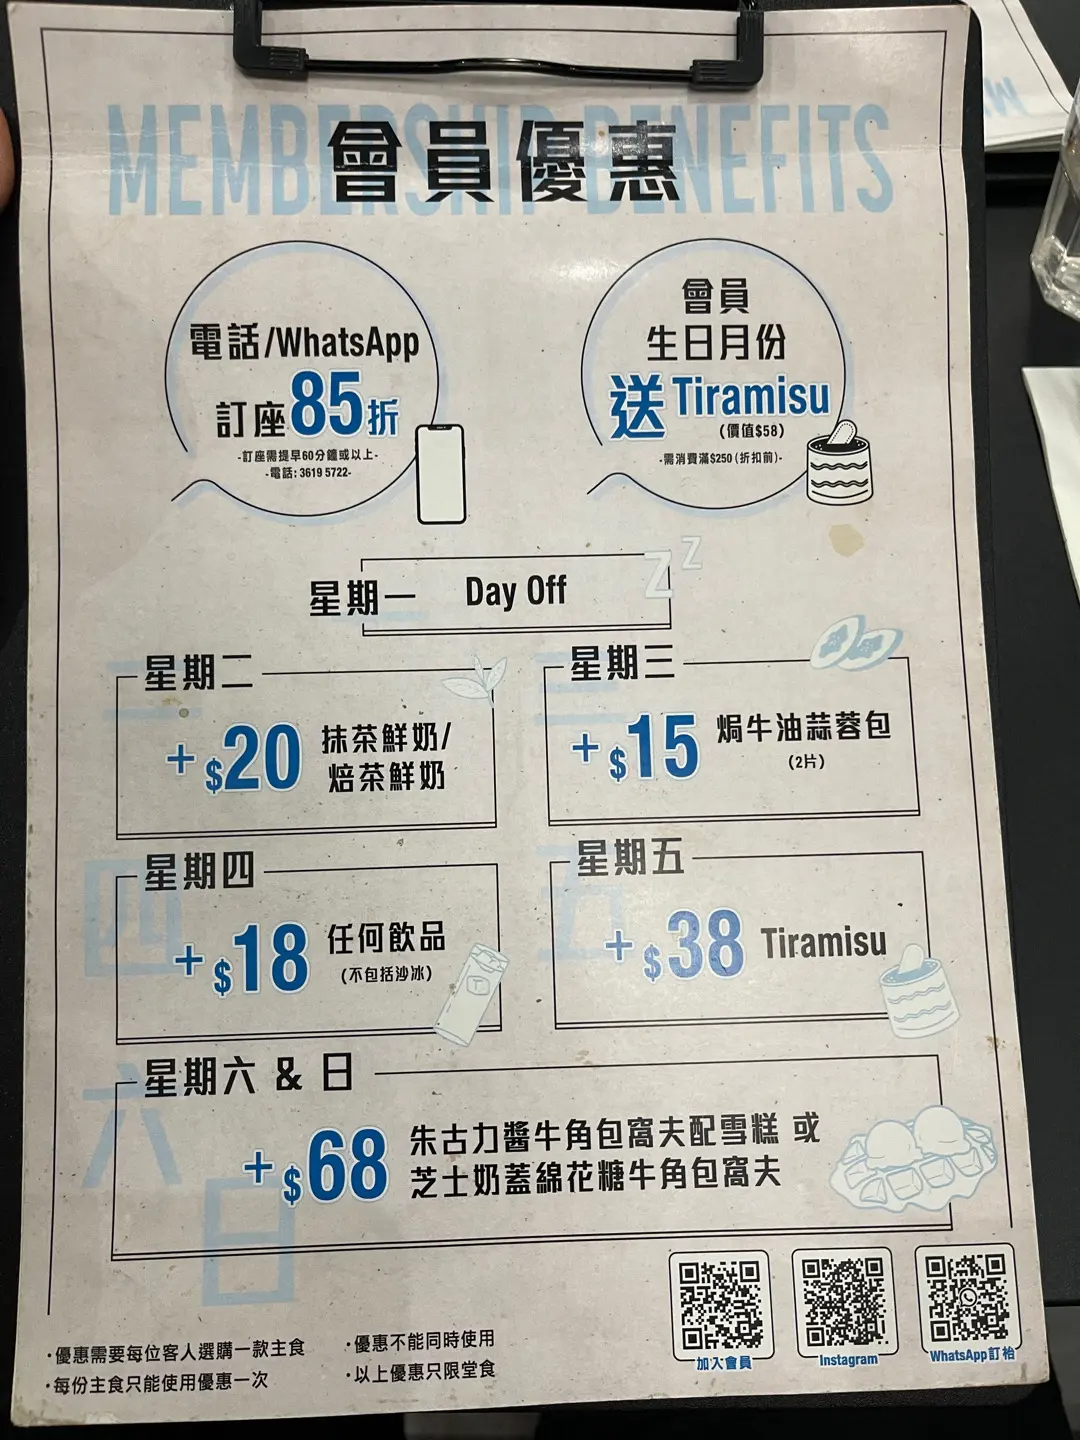 MEMBERSHIP BENEFITS
會員優惠
電話/WhatsApp
訂座85折
-訂座需提早60分鐘或以上-
-電話: 3619 5722-
會員
生日月份
送Tiramisu
(價值$58)
-需消費滿$250(折扣前)-
星期一 Day Off
zz
星期二
+$20 抹茶鮮奶/
焙茶鮮奶
星期三
+$15 焗牛油蒜蓉包
(2片)
星期四
+$18 任何飲品
(不包括沙冰)
星期五
+$38 Tiramisu
星期六 & 日
+$68 朱古力醬牛角包窩夫配雪糕 或
芝士奶蓋綿花糖牛角包窩夫
·優惠需要每位客人選購一款主食
·每份主食只能使用優惠一次
·優惠不能同時使用
·以上優惠只限堂食
加入會員
Instagram
WhatsApp訂枱
二
三
四
五
六
日